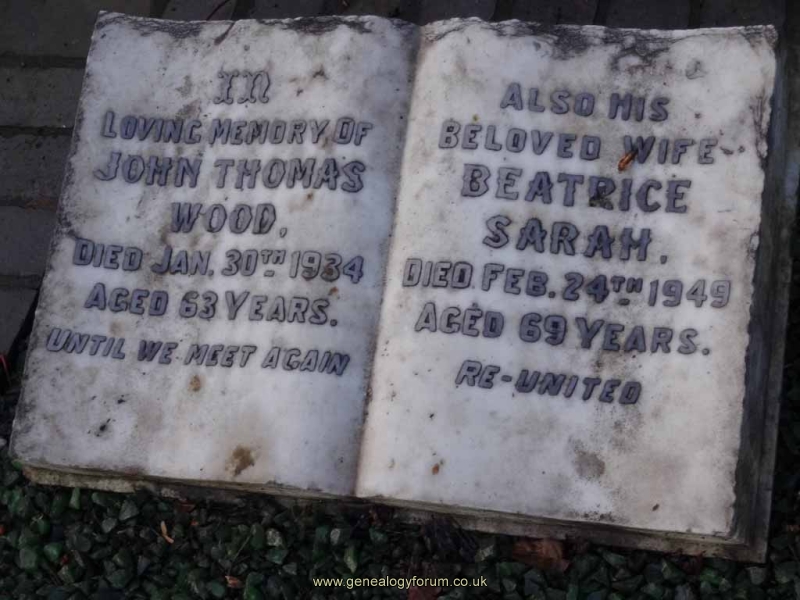 IN
LOVING MEMORY OF
JOHN THOMAS
WOOD,
DIED JAN. 30TH 1934
AGED 63 YEARS.
UNTIL WE MEET AGAIN
ALSO HIS
BELOVED WIFE
BEATRICE
SARAH,
DIED FEB. 24TH 1949
AGED 69 YEARS.
RE-UNITED
www.genealogyforum.co.uk